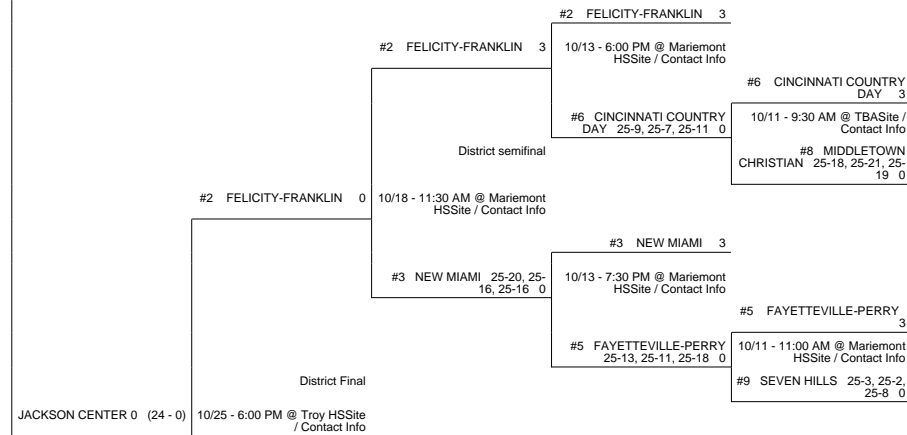 #2 FELICITY-FRANKLIN 3
#2 FELICITY-FRANKLIN 3
10/13 - 6:00 PM @ Mariemont
HSSite / Contact Info
#6 CINCINNATI COUNTRY
DAY 3
#6 CINCINNATI COUNTRY
DAY 25-9, 25-7, 25-11 0
10/11 - 9:30 AM @ TBASite /
Contact Info
District semifinal
#8 MIDDLETOWN
CHRISTIAN 25-18, 25-21, 25-
19 0
#2 FELICITY-FRANKLIN 0
10/18 - 11:30 AM @ Mariemont
HSSite / Contact Info
#3 NEW MIAMI 3
#3 NEW MIAMI 25-20, 25-
16, 25-16 0
10/13 - 7:30 PM @ Mariemont
HSSite / Contact Info
#5 FAYETTEVILLE-PERRY
3
#5 FAYETTEVILLE-PERRY
25-13, 25-11, 25-18 0
10/11 - 11:00 AM @ Mariemont
HSSite / Contact Info
District Final
#9 SEVEN HILLS 25-3, 25-2,
25-8 0
JACKSON CENTER 0 (24 - 0)
10/25 - 6:00 PM @ Troy HSSite
/ Contact Info